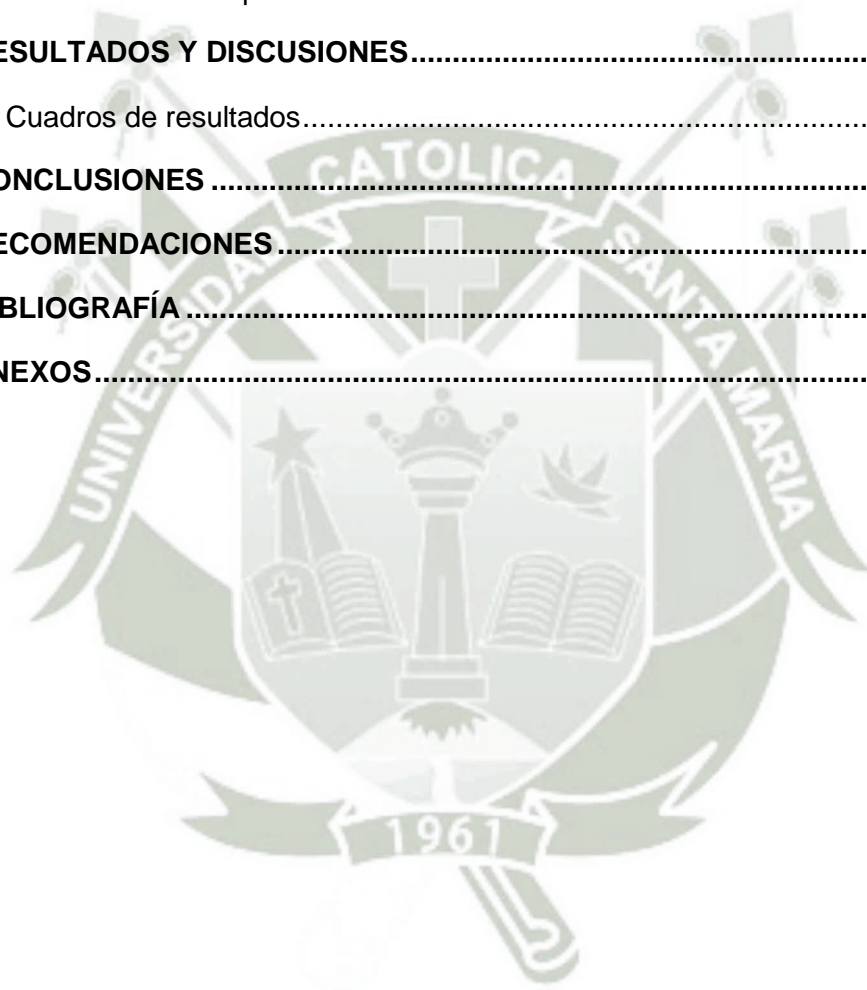 ESULTADOS Y DISCUSIONES..........................................................
Cuadros de resultados.....................................................................
ONCLUSIONES ................................................................................
ECOMENDACIONES........................................................................
BLIOGRAFÍA ...................................................................................
NEXOS..............................................................................................
UNIVERSIDAD CATOLICA SANTA MARIA
1961